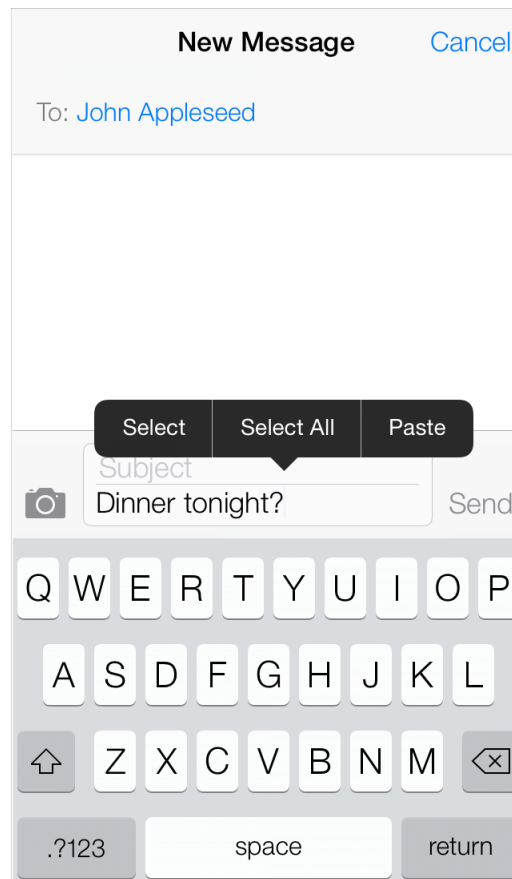 New Message Cancel
To: John Appleseed
Select Select All Paste
Subject
Dinner tonight?
Send
Q W E R T Y U I O P
A S D F G H J K L
Z X C V B N M
.?123 space return